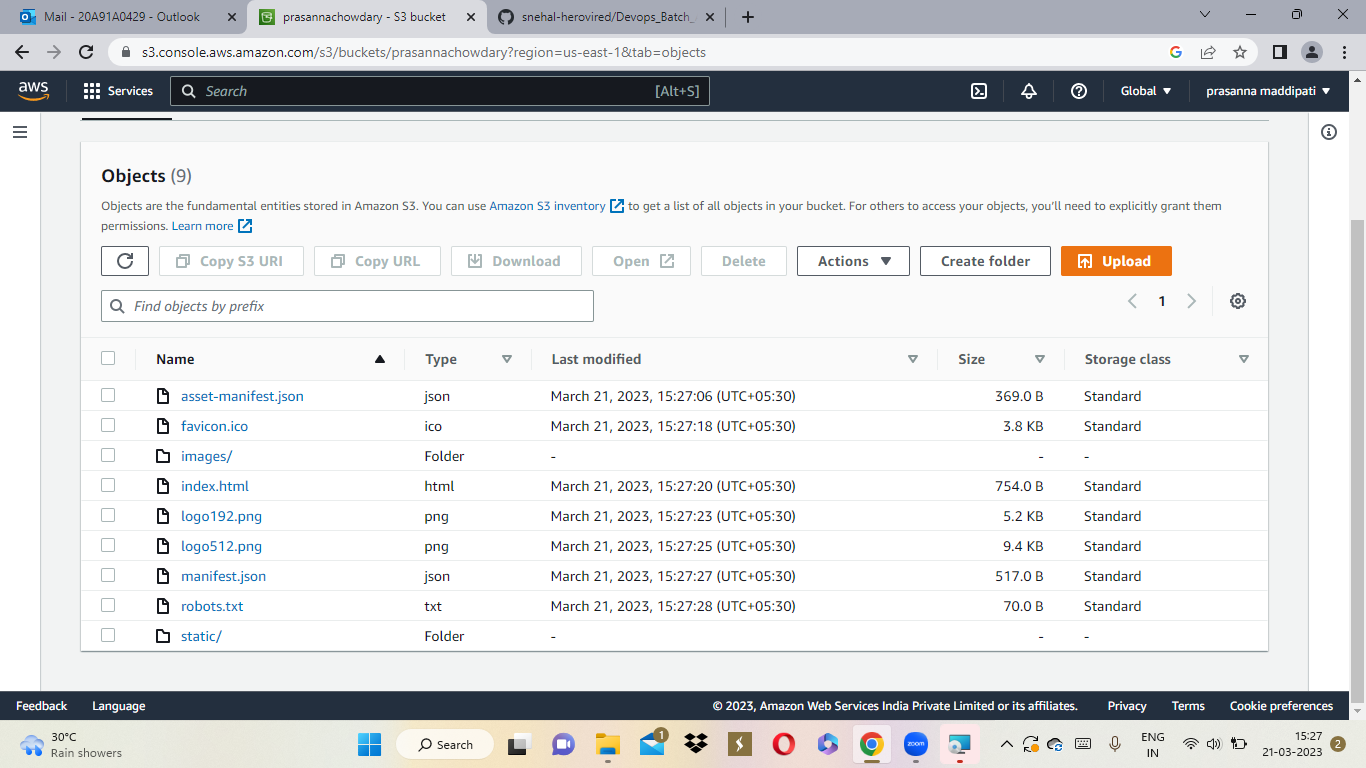 Mail - 20A91A0429 - Outlook
prasannachowdary - S3 bucket
snehal-herovired/Devops_Batch_
s3.console.aws.amazon.com/s3/buckets/prasannachowdary?region=us-east-1&tab=objects
aws
Services
Search
[Alt+S]
Global
prasanna maddipati
Objects (9)
Objects are the fundamental entities stored in Amazon S3. You can use Amazon S3 inventory to get a list of all objects in your bucket. For others to access your objects, you'll need to explicitly grant them
permissions. Learn more
Copy S3 URI
Copy URL
Download
Open
Delete
Actions
Create folder
Upload
Find objects by prefix
1
Name Type Last modified Size Storage class
asset-manifest.json json March 21, 2023, 15:27:06 (UTC+05:30) 369.0 B Standard
favicon.ico ico March 21, 2023, 15:27:18 (UTC+05:30) 3.8 KB Standard
images/ Folder - - -
index.html html March 21, 2023, 15:27:20 (UTC+05:30) 754.0 B Standard
logo192.png png March 21, 2023, 15:27:23 (UTC+05:30) 5.2 KB Standard
logo512.png png March 21, 2023, 15:27:25 (UTC+05:30) 9.4 KB Standard
manifest.json json March 21, 2023, 15:27:27 (UTC+05:30) 517.0 B Standard
robots.txt txt March 21, 2023, 15:27:28 (UTC+05:30) 70.0 B Standard
static/ Folder - - -
Feedback
Language
© 2023, Amazon Web Services India Private Limited or its affiliates.
Privacy
Terms
Cookie preferences
30°C
Rain showers
Search
1
zoom
ENG
IN
15:27
21-03-2023
2